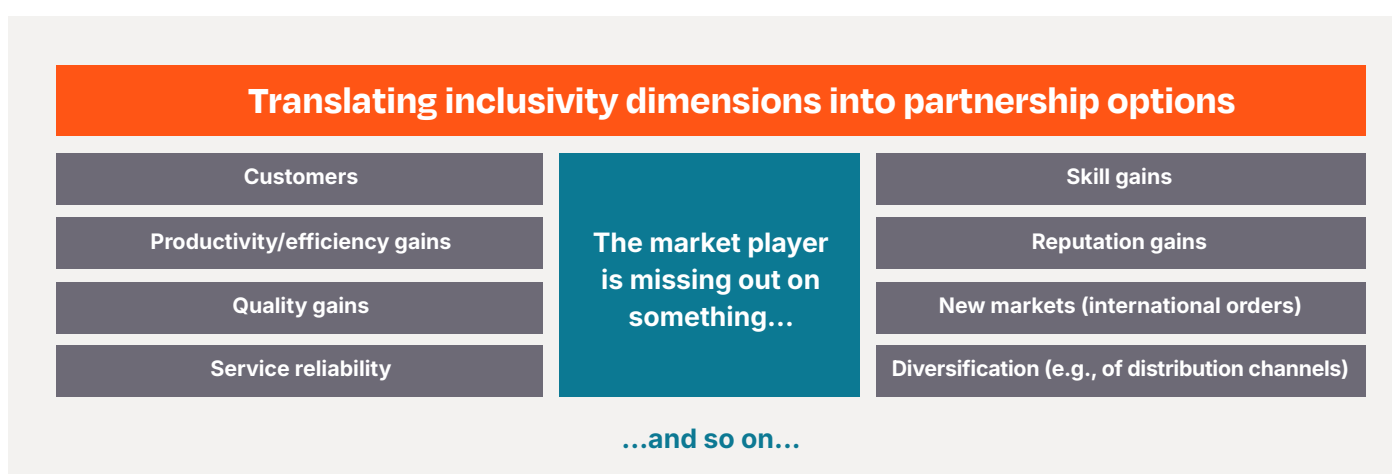 Translating inclusivity dimensions into partnership options
Customers
Productivity/efficiency gains
Quality gains
Service reliability
The market player
is missing out on
something...
Skill gains
Reputation gains
New markets (international orders)
Diversification (e.g., of distribution channels)
...and so on...